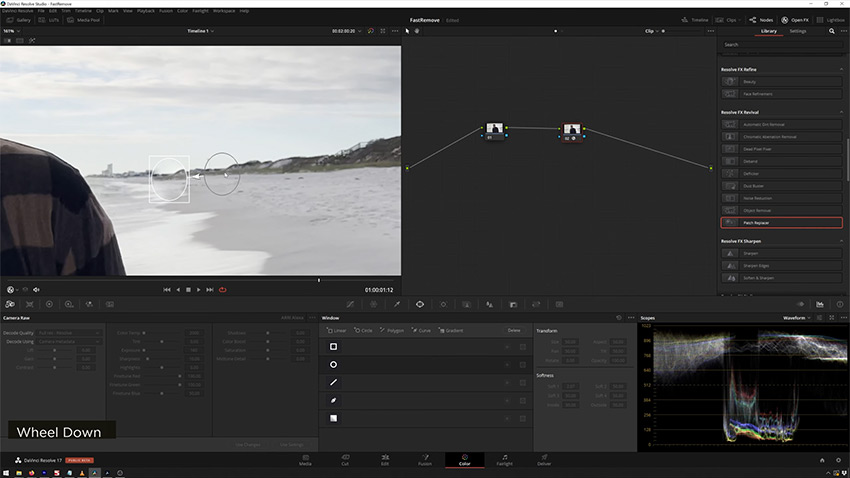 DaVinci Resolve Studio - FastRemove
DaVinci Resolve File Edit Trim Timeline Clip Mark View Playback Fusion Color Fairlight Workspace Help
Gallery LUTs Media Pool FastRemove Edited Timeline Clips Nodes Open FX Lightbox
161% Timeline 1 00:02:00:20 Clip Library Settings
Search
Resolve FX Refine
Beauty
Face Refinement
Resolve FX Revival
Automatic Dirt Removal
Chromatic Aberration Removal
Dead Pixel Fixer
Deband
Deflicker
Dust Buster
Noise Reduction
Object Removal
Patch Replacer
Resolve FX Sharpen
Sharpen
Sharpen Edges
Soften & Sharpen
01
02
01:00:01:12
Camera Raw Window Scopes Waveform
Decode Quality
Decode Using
Linear Circle Polygon Curve Gradient Delete
Transform
Softness
1023
896
768
640
512
384
256
128
0
Wheel Down
DaVinci Resolve 17 PUBLIC BETA
Media Cut Edit Fusion Color Fairlight Deliver